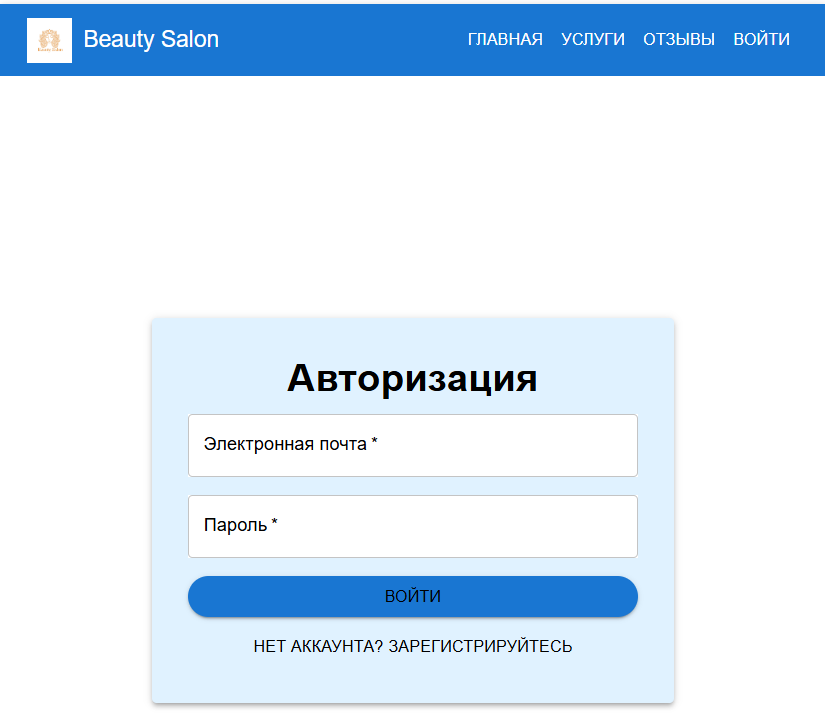 Beauty Salon
ГЛАВНАЯ УСЛУГИ ОТЗЫВЫ ВОЙТИ
Авторизация
Электронная почта *
Пароль *
ВОЙТИ
НЕТ АККАУНТА? ЗАРЕГИСТРИРУЙТЕСЬ